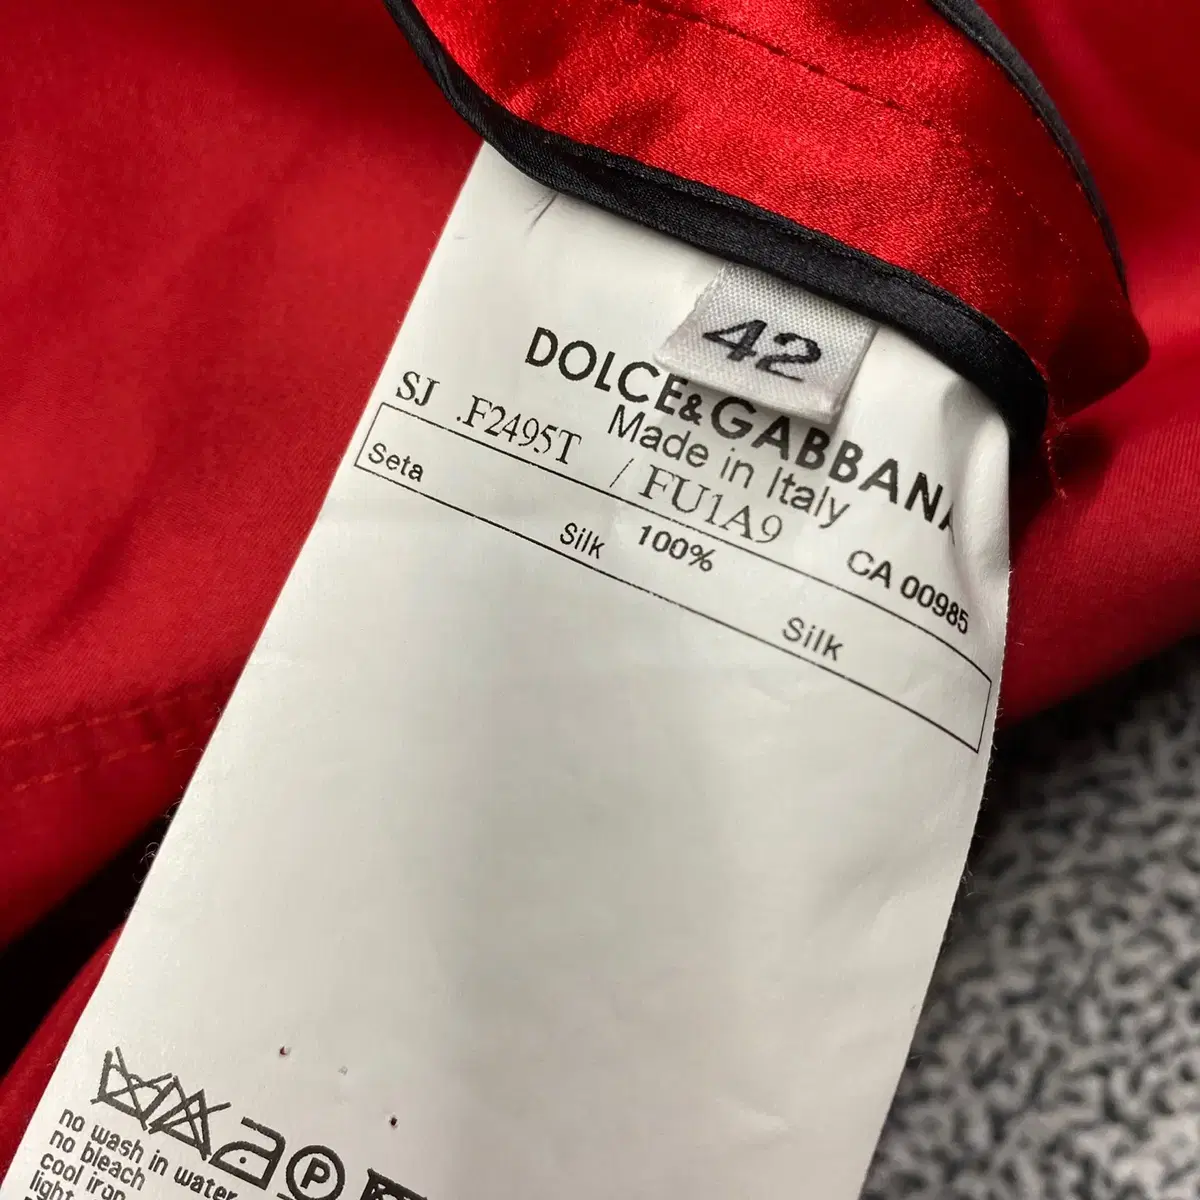 42
DOLCE&GABBANA
Made in Italy
SJ .F2495T / FU1A9
CA 00985
Seta Silk 100% Silk
P
no wash in water
no bleach
cool iron
light